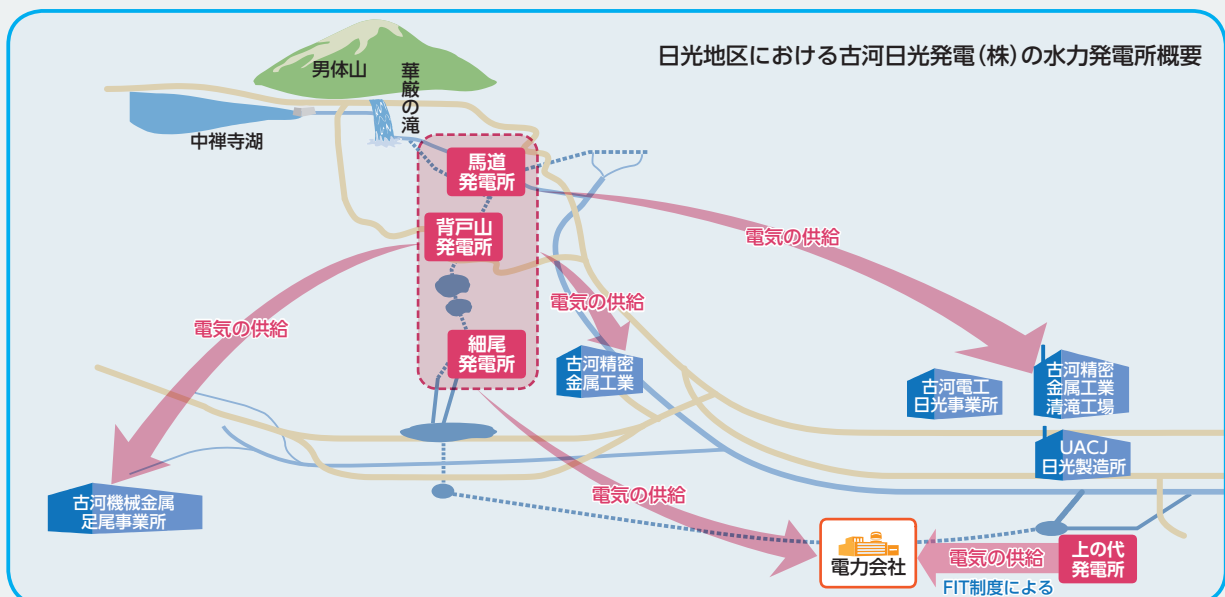 日光地区における古河日光発電(株)の水力発電所概要
男体山
華厳の滝
中禅寺湖
馬道
発電所
背戸山
発電所
電気の供給
電気の供給
電気の供給
細尾
発電所
古河精密
金属工業
古河電工
日光事業所
古河精密
金属工業
清滝工場
UACJ
日光製造所
古河機械金属
足尾事業所
電気の供給
電力会社
電気の供給
上の代
発電所
FIT制度による